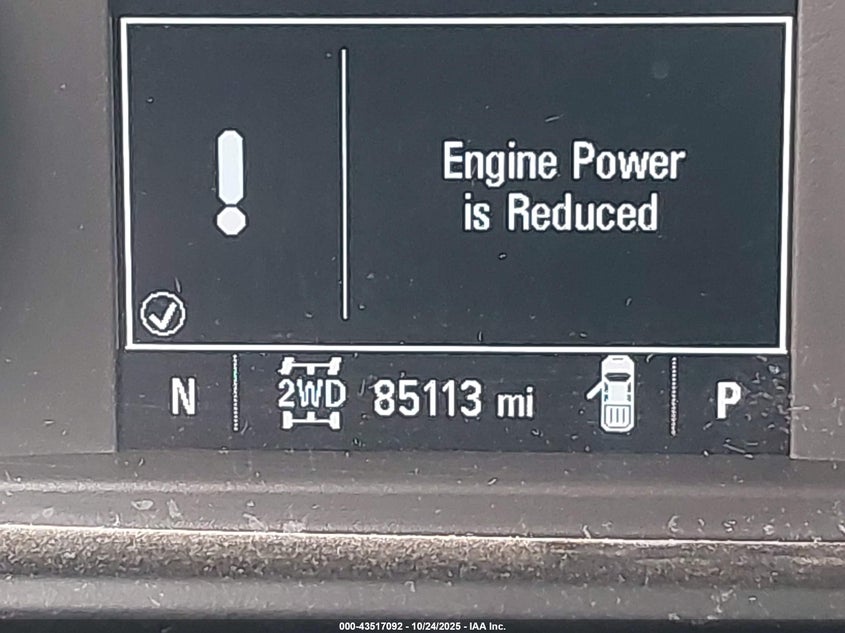 Engine Power
is Reduced
N 2WD 85113 mi P
000-43517092 - 10/24/2025 - IAA Inc.